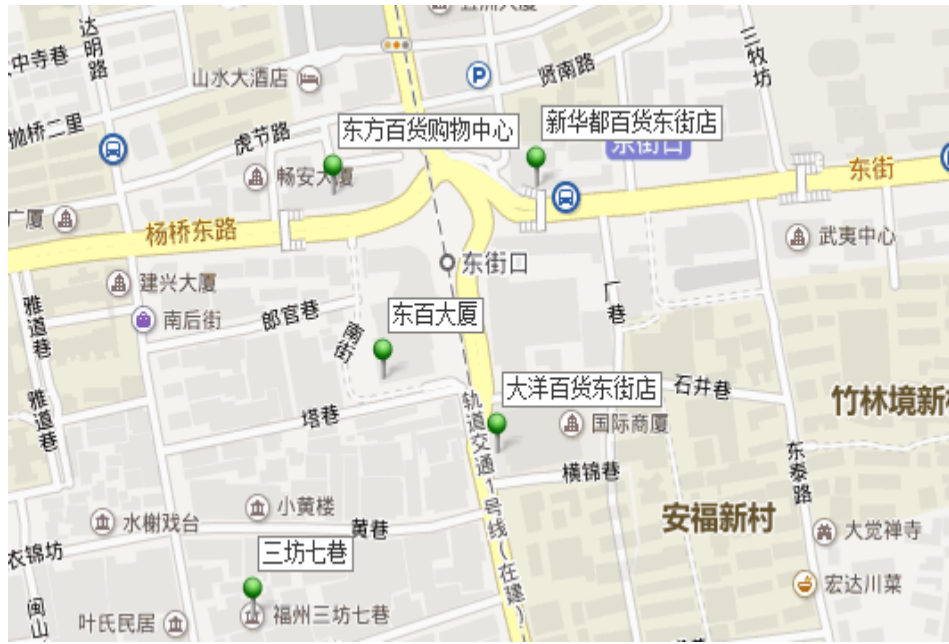 五洲大厦
达明路
水中寺巷
三牧坊
山水大酒店
P
贤南路
抛桥二里
虎节路
东方百货购物中心
新华都百货东街店
东街口
东街
畅安大厦
广厦
杨桥东路
武夷中心
东街口
建兴大厦
雅道巷
南后街
郎官巷
南街
东百大厦
厂巷
大洋百货东街店
石井巷
竹林境新村
雅道巷
塔巷
轨道交通1号线(在建)
国际商厦
横锦巷
东泰路
安福新村
小黄楼
水榭戏台
黄巷
大觉禅寺
衣锦坊
三坊七巷
宏达川菜
闽山
福州三坊七巷
叶氏民居